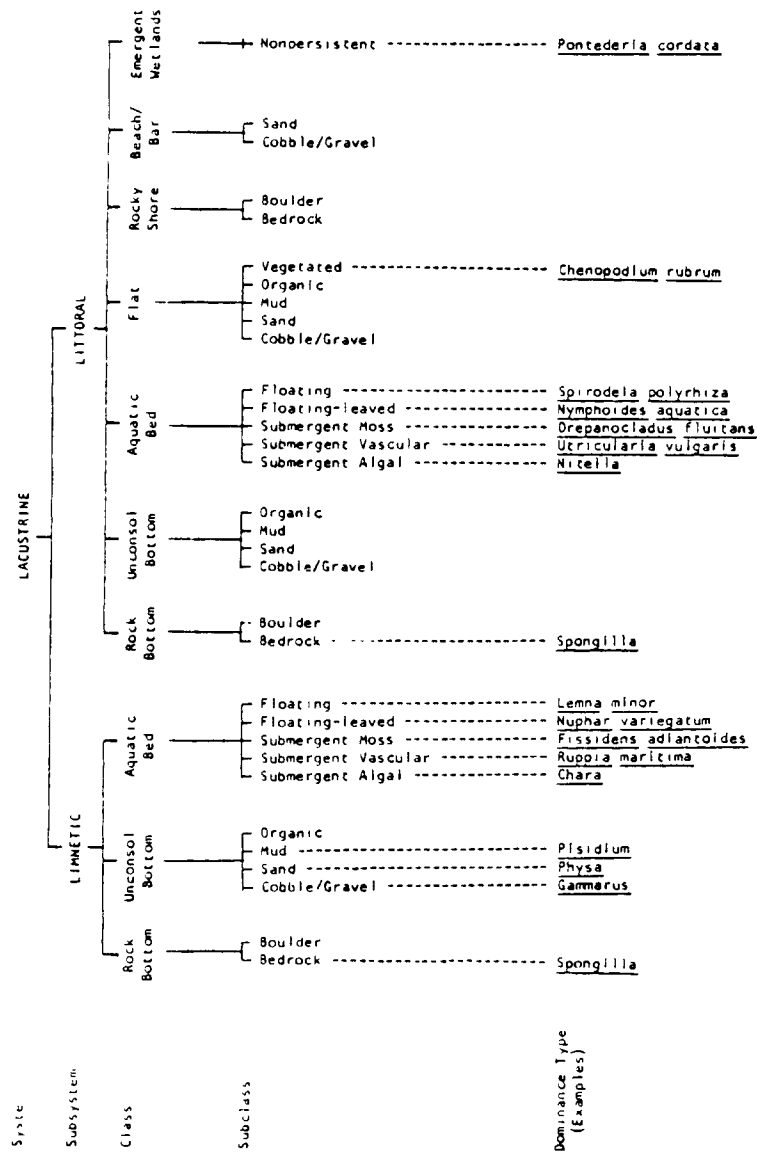 Emergent
Wetlands
Nonpersistent
Pontederia cordata
Beach/
Bar
Sand
Cobble/Gravel
Rocky
Shore
Boulder
Bedrock
LITTORAL
Flat
Vegetated
Chenopodium rubrum
Organic
Mud
Sand
Cobble/Gravel
Aquatic
Bed
Floating
Spirodela polyrhiza
Floating-leaved
Nymphoides aquatica
Submergent Moss
Drepanocladus fluitans
Submergent Vascular
Utricularia vulgaris
Submergent Algal
Nitella
LACUSTRINE
Unconsol
Bottom
Organic
Mud
Sand
Cobble/Gravel
Rock
Bottom
Boulder
Bedrock
Spongilla
LIMNETIC
Aquatic
Bed
Floating
Lemna minor
Floating-leaved
Nuphar variegatum
Submergent Moss
Fissidens adiantoides
Submergent Vascular
Ruppia maritima
Submergent Algal
Chara
Unconsol
Bottom
Organic
Mud
Pisidium
Sand
Physa
Cobble/Gravel
Gammarus
Rock
Bottom
Boulder
Bedrock
Spongilla
Syste
Subsystem
Class
Subclass
Dominance Type
(Examples)